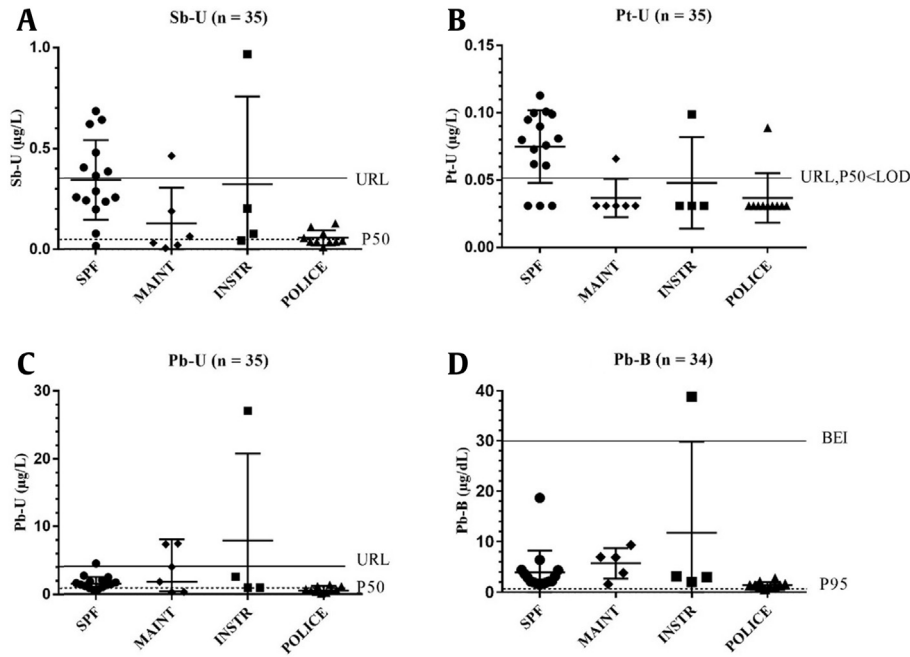 A
Sb-U (n = 35)
Sb-U (µg/L)
1.0
0.5
0.0
URL
P50
SPF
MAINT
INSTR
POLICE
B
Pt-U (n = 35)
Pt-U (µg/L)
0.15
0.10
0.05
0.00
URL,P50<LOD
SPF
MAINT
INSTR
POLICE
C
Pb-U (n = 35)
Pb-U (µg/L)
30
20
10
0
URL
P50
SPF
MAINT
INSTR
POLICE
D
Pb-B (n = 34)
Pb-B (µg/dL)
40
30
20
10
0
BEI
P95
SPF
MAINT
INSTR
POLICE